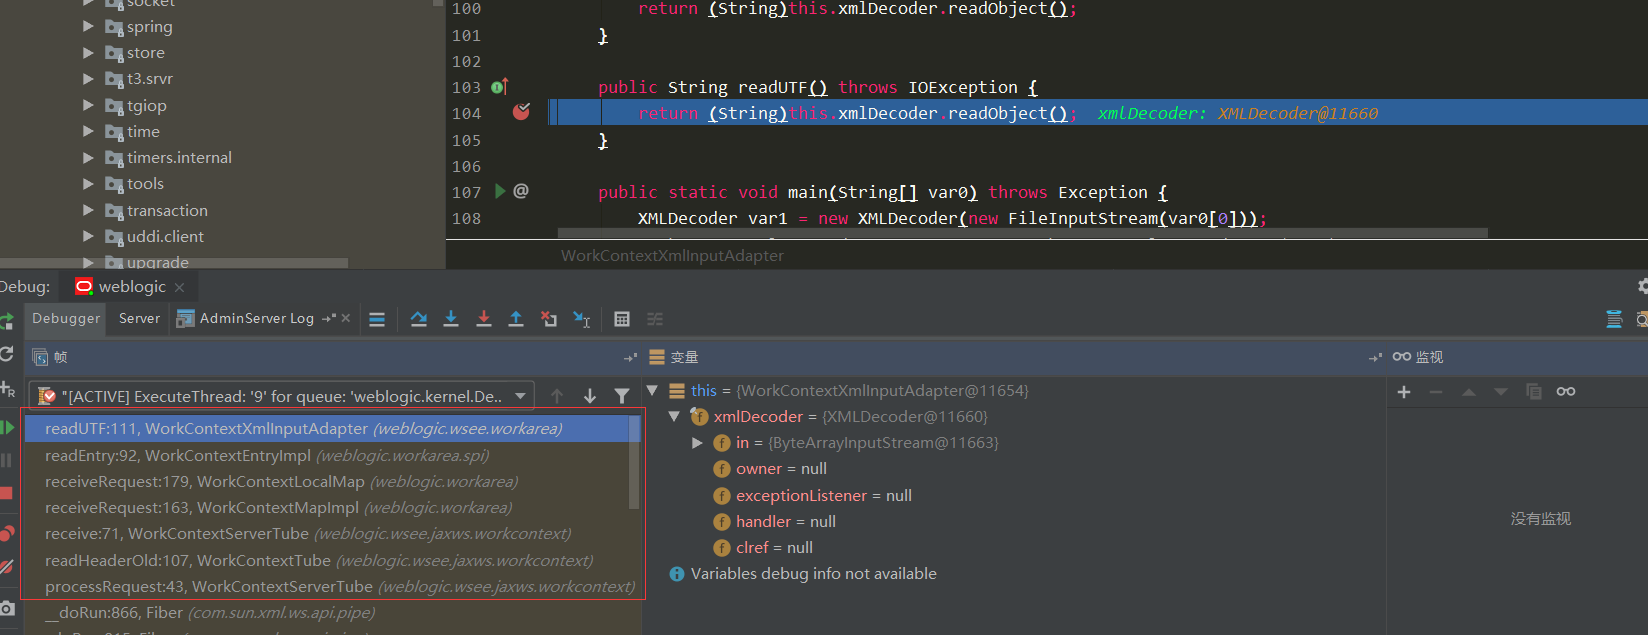 socket
spring
store
t3.srvr
tgiop
time
timers.internal
tools
transaction
uddi.client
upgrade
100 return (String)this.xmlDecoder.readObject();
101 }
102
103 public String readUTF() throws IOException {
104 return (String)this.xmlDecoder.readObject(); xmlDecoder: XMLDecoder@11660
105 }
106
107 @ public static void main(String[] var0) throws Exception {
108 XMLDecoder var1 = new XMLDecoder(new FileInputStream(var0[0]));
WorkContextXmlInputAdapter
Debug: weblogic
Debugger Server AdminServer Log
帧
"[ACTIVE] ExecuteThread: '9' for queue: 'weblogic.kernel.De..
readUTF:111, WorkContextXmlInputAdapter (weblogic.wsee.workarea)
readEntry:92, WorkContextEntryImpl (weblogic.workarea.spi)
receiveRequest:179, WorkContextLocalMap (weblogic.workarea)
receiveRequest:163, WorkContextMapImpl (weblogic.workarea)
receive:71, WorkContextServerTube (weblogic.wsee.jaxws.workcontext)
readHeaderOld:107, WorkContextTube (weblogic.wsee.jaxws.workcontext)
processRequest:43, WorkContextServerTube (weblogic.wsee.jaxws.workcontext)
__doRun:866, Fiber (com.sun.xml.ws.api.pipe)
变量
this = {WorkContextXmlInputAdapter@11654}
xmlDecoder = {XMLDecoder@11660}
in = {ByteArrayInputStream@11663}
owner = null
exceptionListener = null
handler = null
clref = null
Variables debug info not available
监视
没有监视